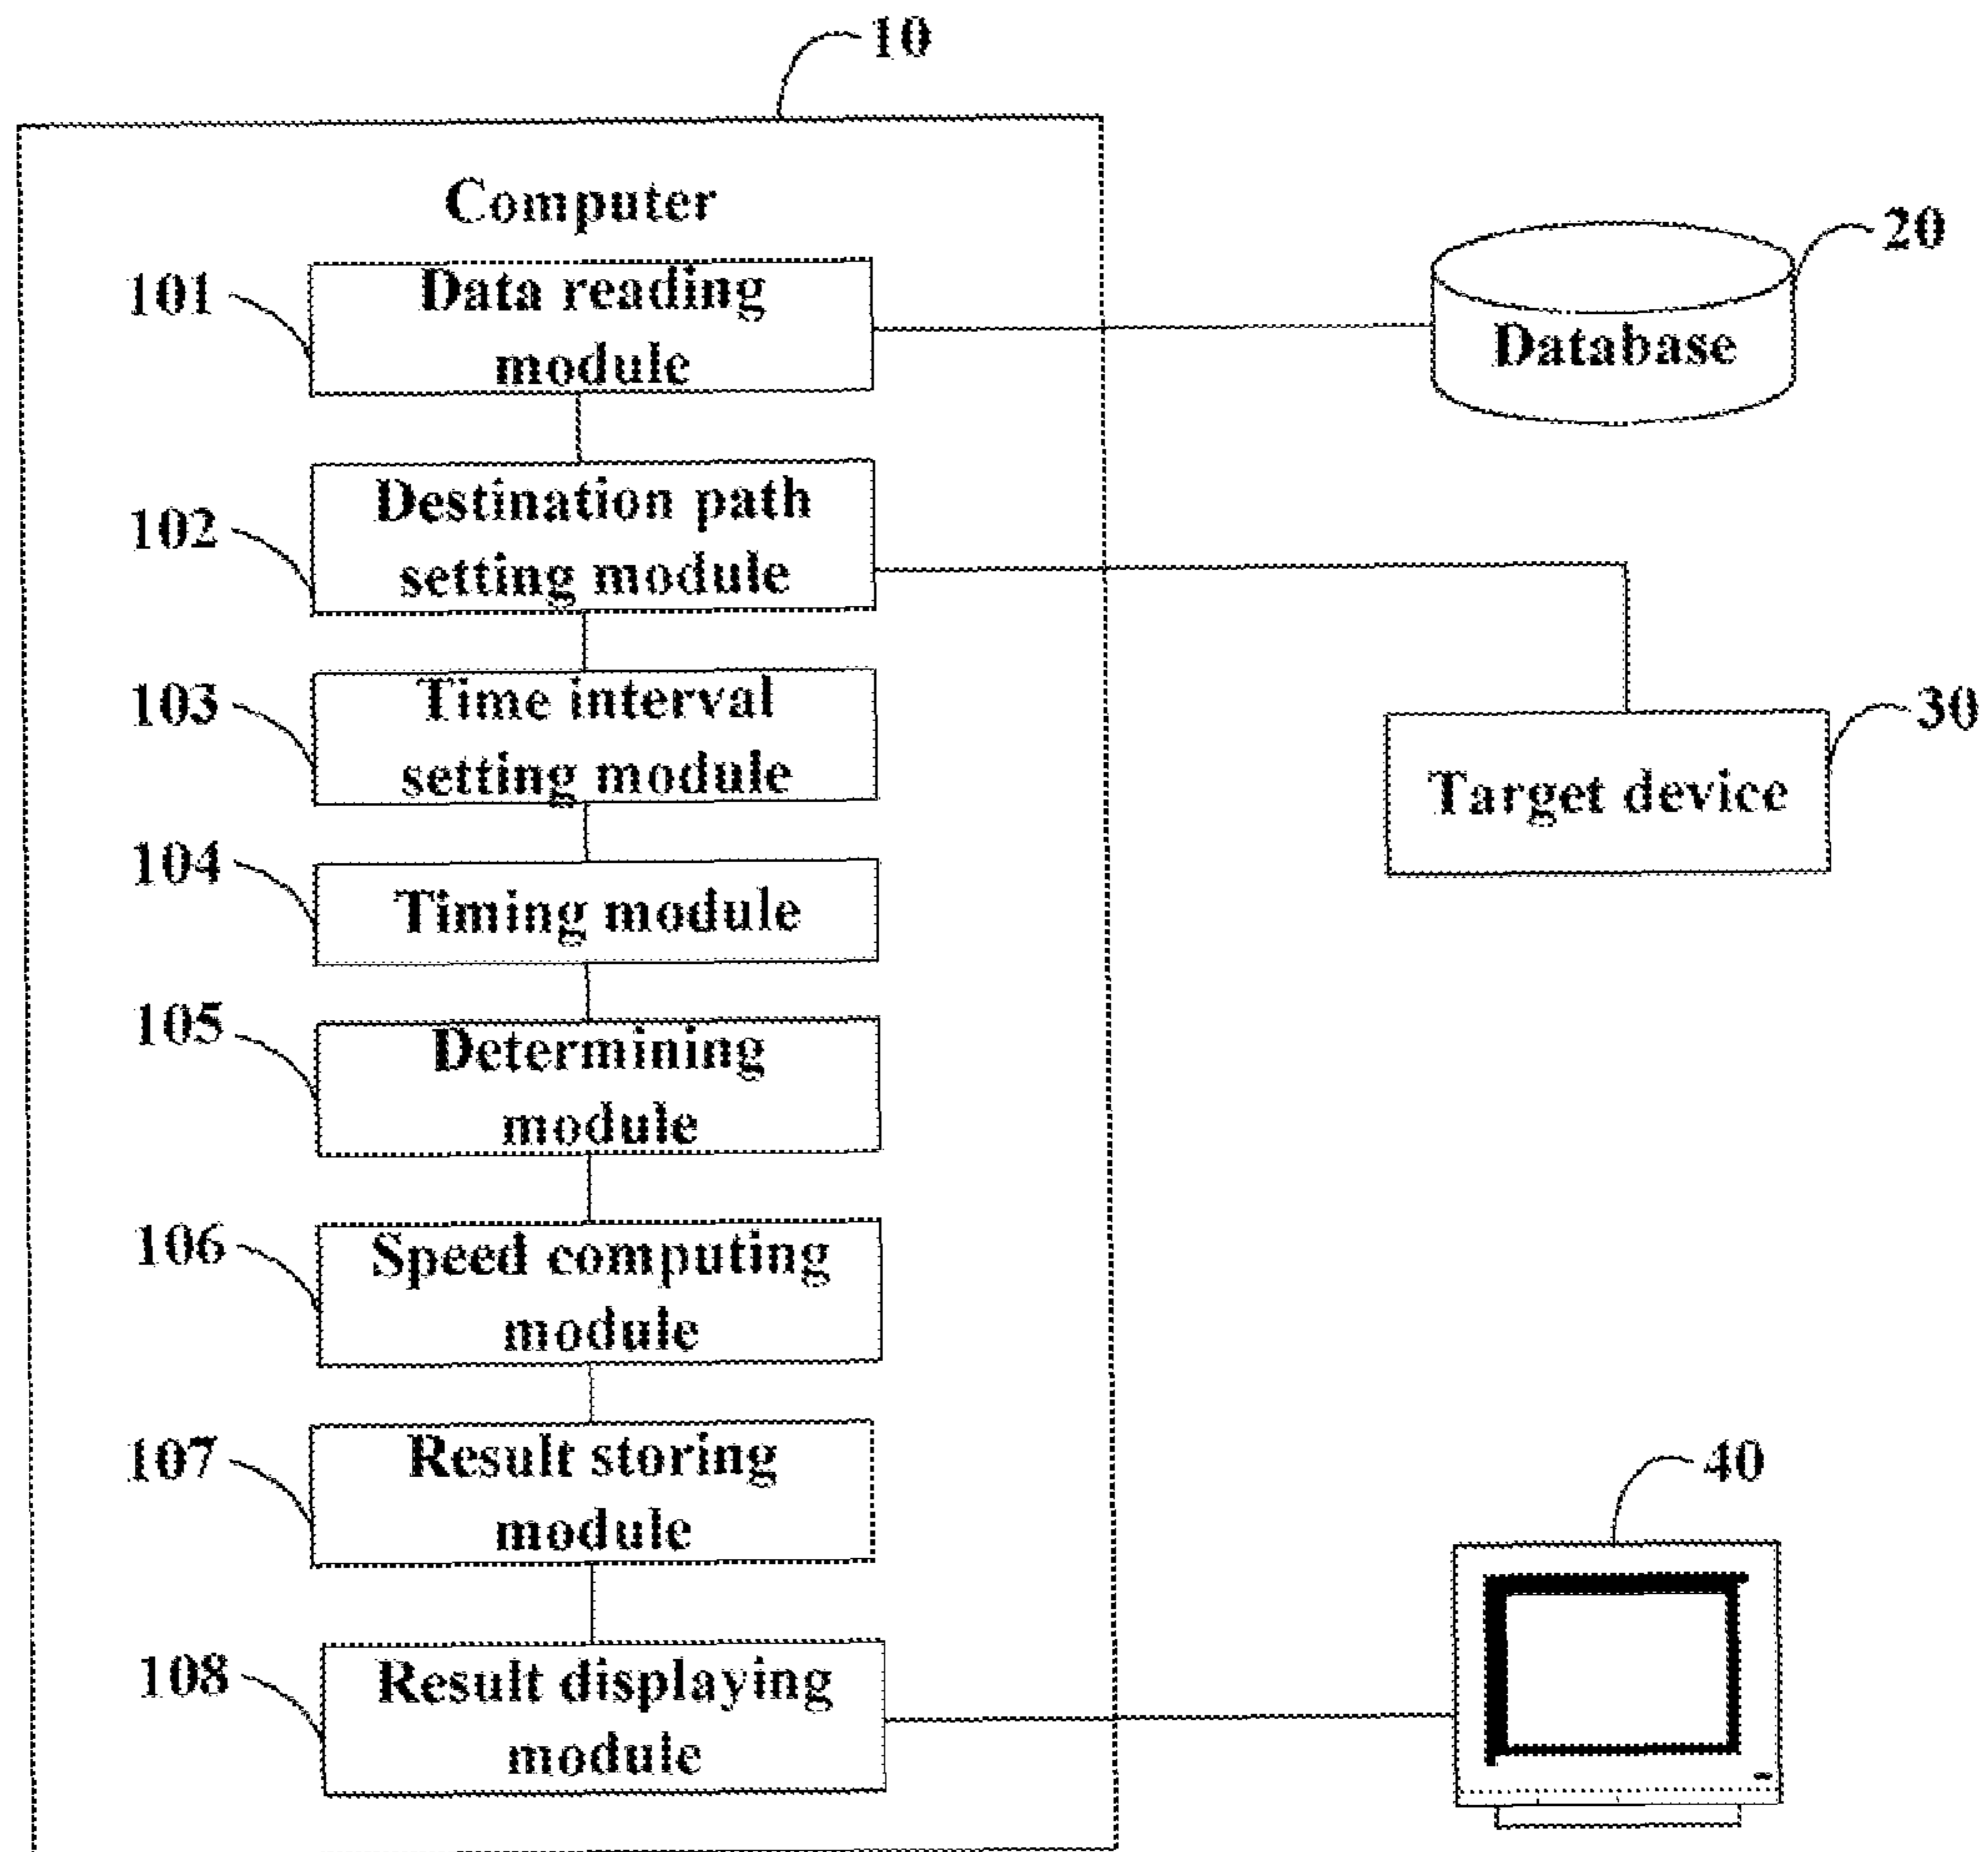 10
Computer
20
101
Data reading
module
Database
102
Destination path
setting module
103
Time interval
setting module
30
Target device
104
Timing module
105
Determining
module
106
Speed computing
module
107
Result storing
module
40
108
Result displaying
module